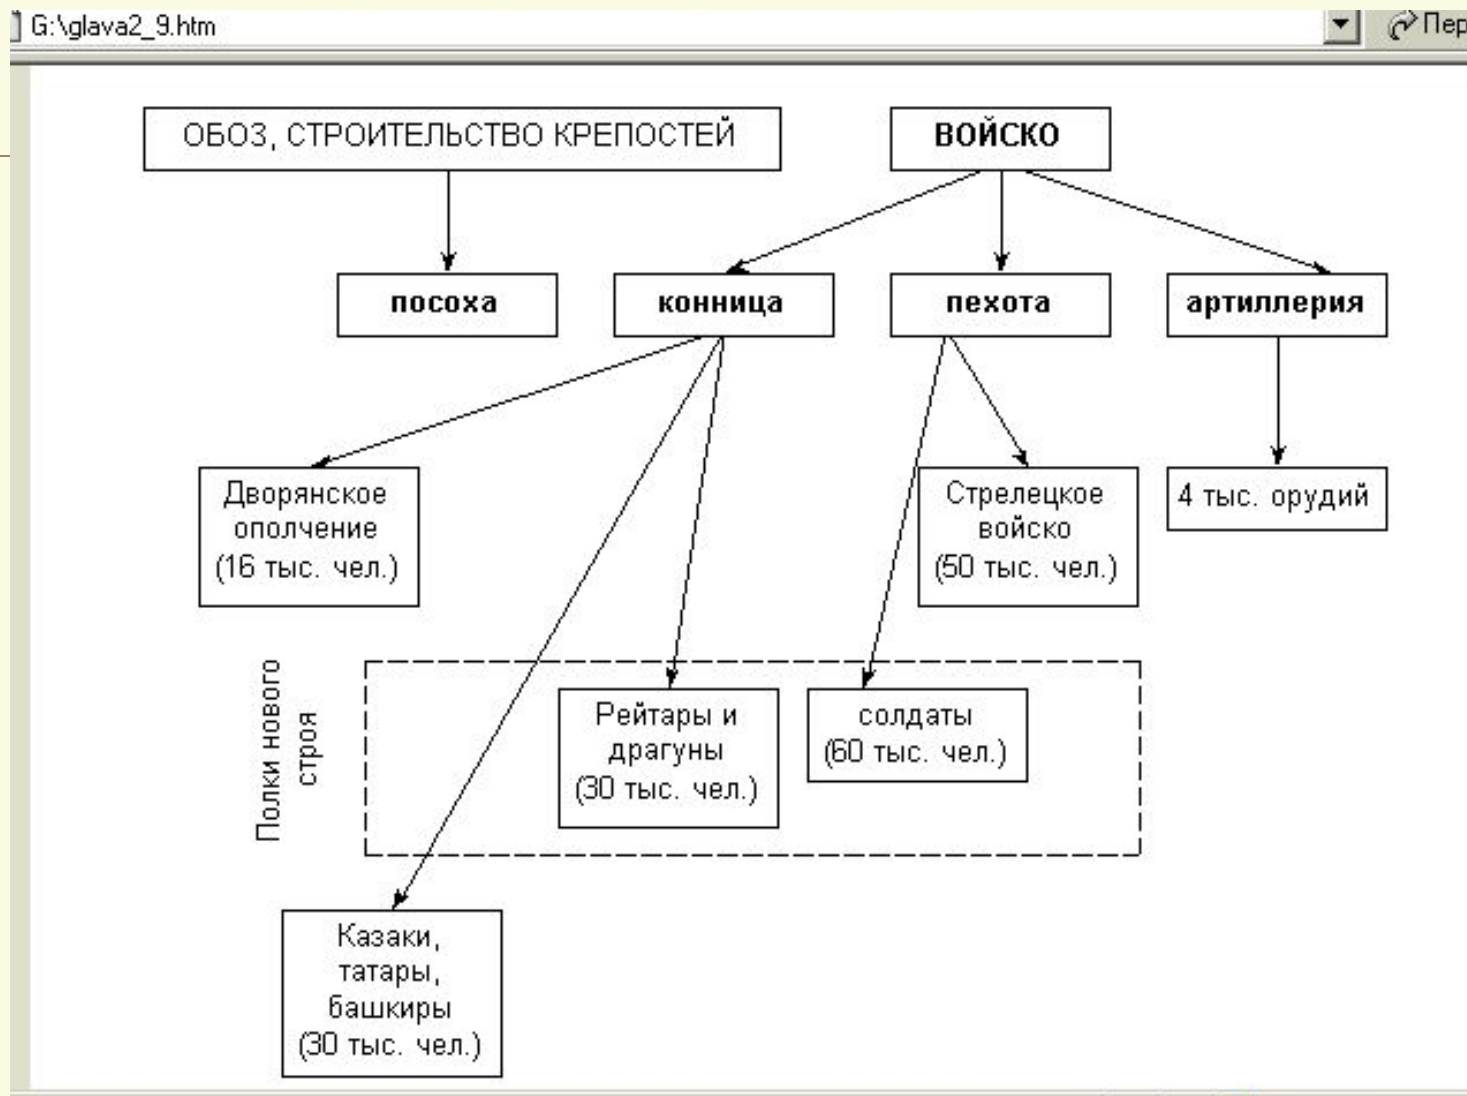 G:\glava2_9.htm
Пер
ОБОЗ, СТРОИТЕЛЬСТВО КРЕПОСТЕЙ
ВОЙСКО
посоха
конница
пехота
артиллерия
Дворянское
ополчение
(16 тыс. чел.)
Стрелецкое
войско
(50 тыс. чел.)
4 тыс. орудий
Полки нового
строя
Рейтары и
драгуны
(30 тыс. чел.)
солдаты
(60 тыс. чел.)
Казаки,
татары,
башкиры
(30 тыс. чел.)